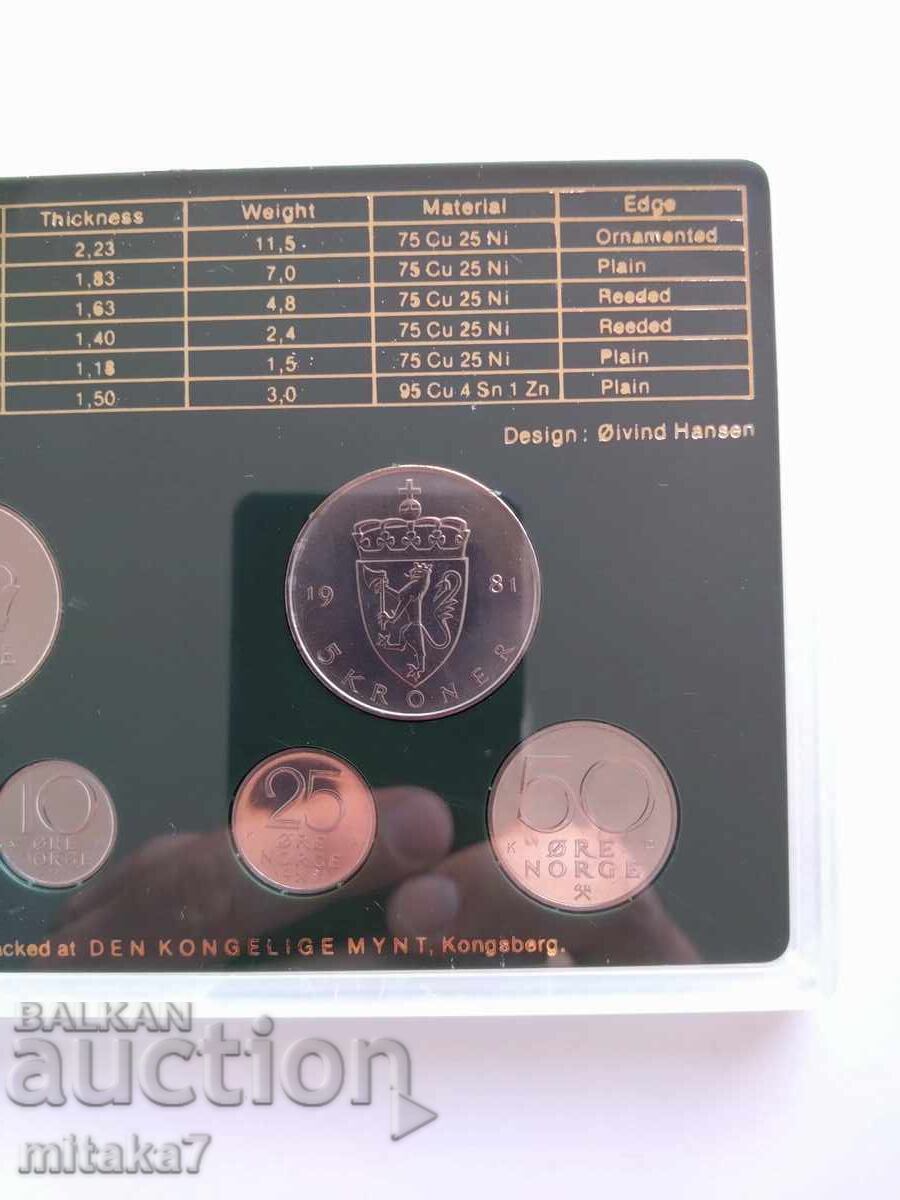 Thickness Weight Material Edge
2,23 11,5 75 Cu 25 Ni Ornamented
1,83 7,0 75 Cu 25 Ni Plain
1,63 4,8 75 Cu 25 Ni Reeded
1,40 2,4 75 Cu 25 Ni Reeded
1,18 1,5 75 Cu 25 Ni Plain
1,50 3,0 95 Cu 4 Sn 1 Zn Plain
Design: Øivind Hansen
19 81
5 KRONER
10
ØRE
NORGE
25
ØRE
NORGE
50
K ØRE
NORGE
acked at DEN KONGELIGE MYNT, Kongsberg.
BALKAN
auction
mitaka7